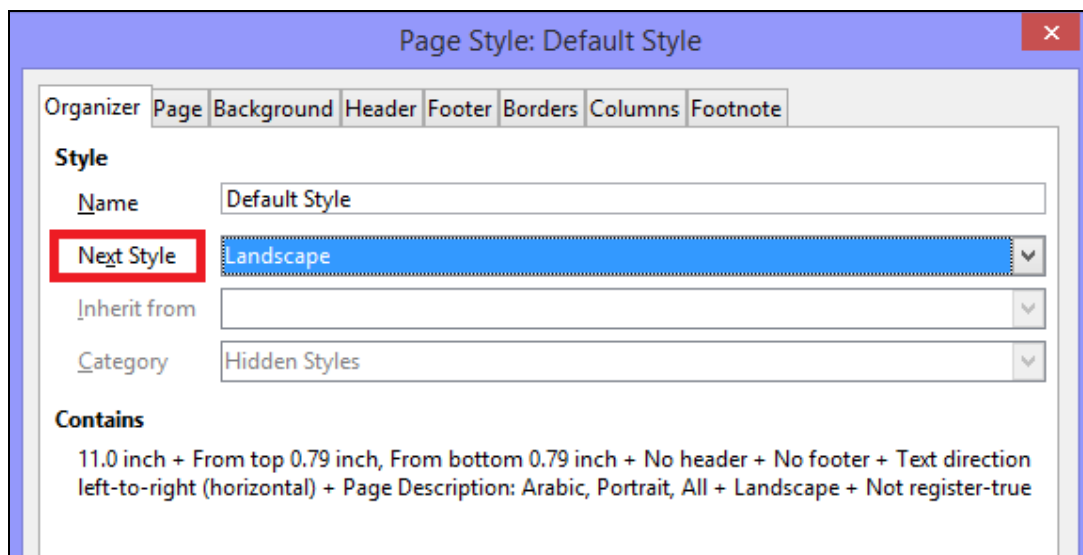 Page Style: Default Style
Organizer Page Background Header Footer Borders Columns Footnote
Style
Name Default Style
Next Style Landscape
Inherit from
Category Hidden Styles
Contains
11.0 inch + From top 0.79 inch, From bottom 0.79 inch + No header + No footer + Text direction
left-to-right (horizontal) + Page Description: Arabic, Portrait, All + Landscape + Not register-true